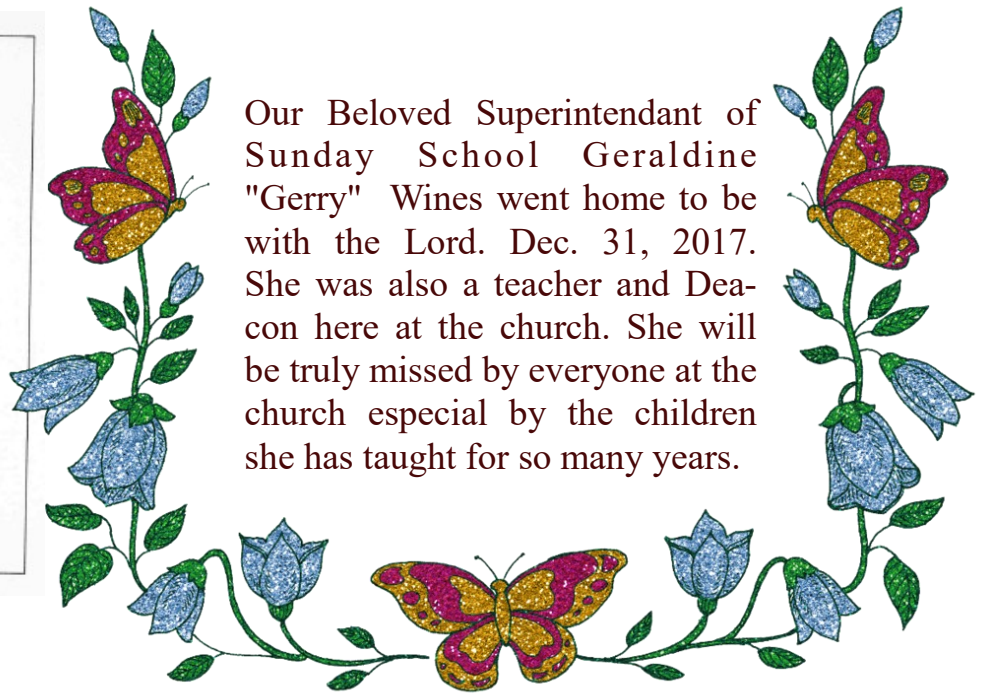 Our Beloved Superintendant of
Sunday School Geraldine
"Gerry" Wines went home to be
with the Lord. Dec. 31, 2017.
She was also a teacher and Dea-
con here at the church. She will
be truly missed by everyone at the
church especial by the children
she has taught for so many years.